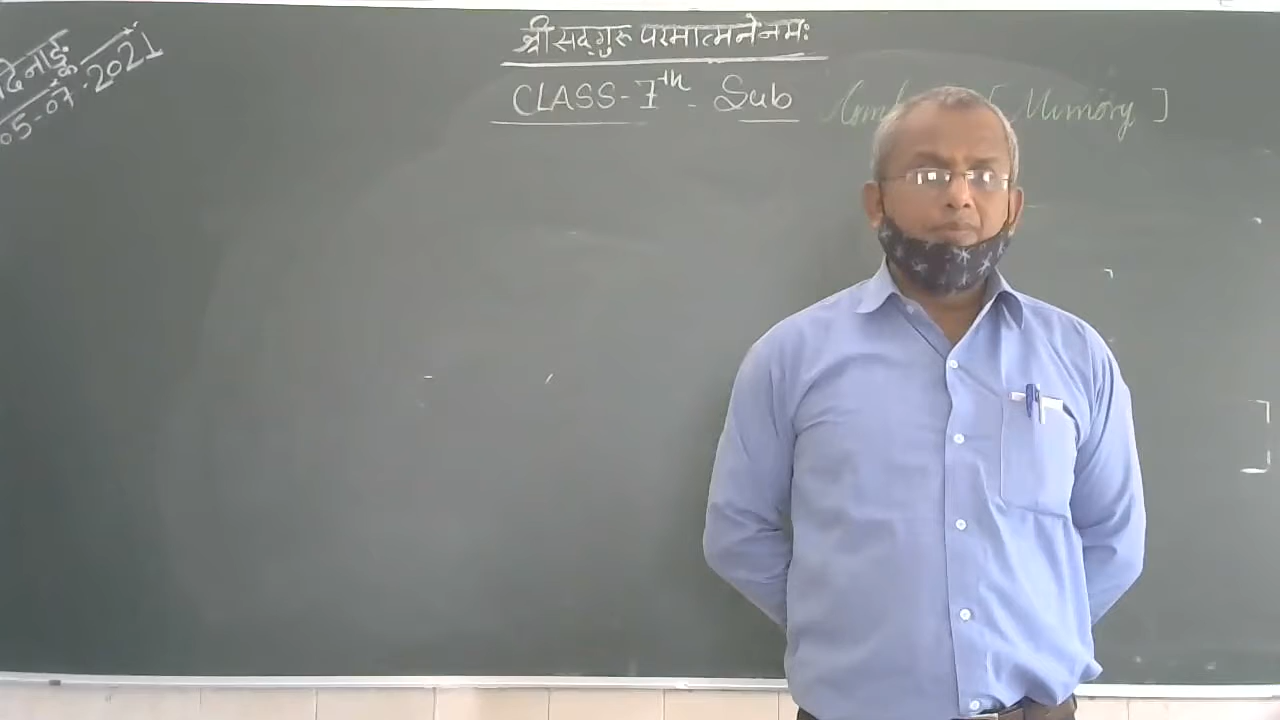 दिनाङ्कः
05-07-2021
श्री सद्गुरु परमात्मने नमः
CLASS-7th - Sub [Memory]